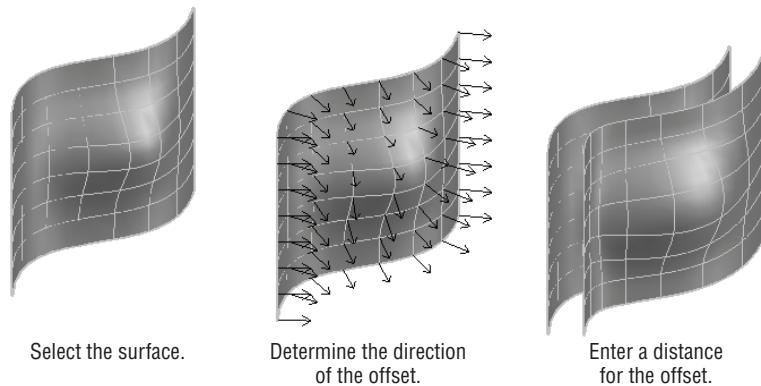 Select the surface.
Determine the direction
of the offset.
Enter a distance
for the offset.